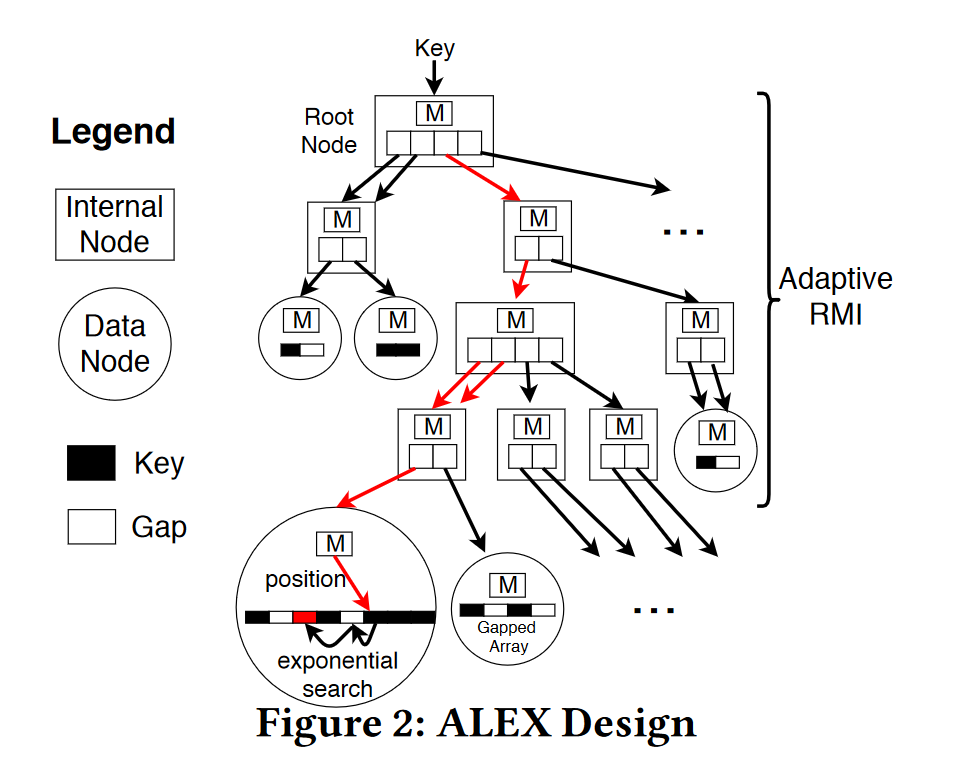 Key
Root
Node
M
Legend
Internal
Node
M
M
...
Adaptive
RMI
Data
Node
M
M
M
M
M
M
M
M
Key
Gap
M
position
M
Gapped
Array
...
exponential
search
Figure 2: ALEX Design